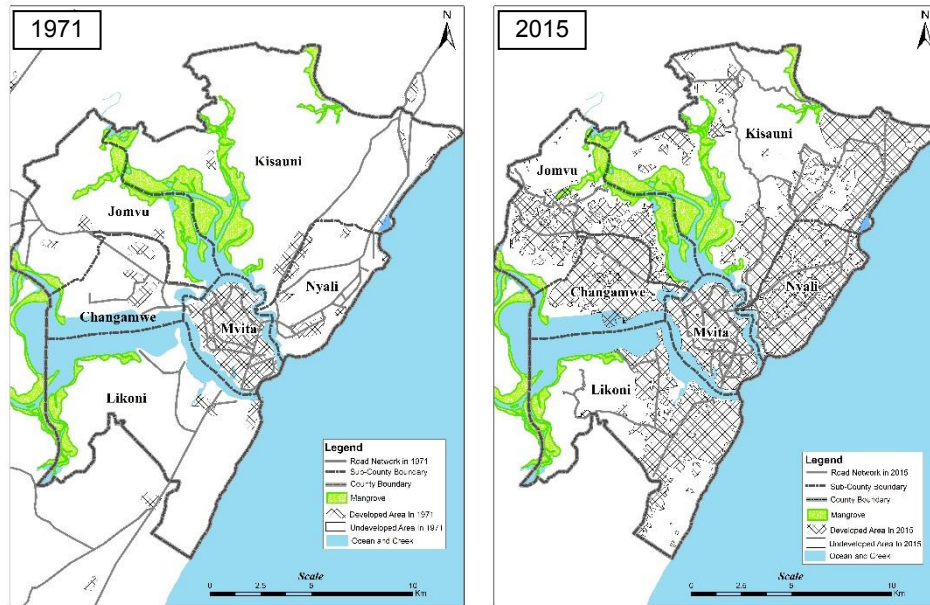 1971
N
Kisauni
Jomvu
Nyali
Changamwe
Mvita
Likoni
Legend
Road Network in 1971
Sub-County Boundary
County Boundary
Mangrove
Developed Area In 1971
Undeveloped Area In 1971
Ocean and Creek
Scale
0 2.5 5 10
Km
2015
N
Kisauni
Jomvu
Nyali
Changamwe
Mvita
Likoni
Legend
Road Network in 2015
Sub-County Boundary
County Boundary
Mangrove
Developed Area In 2015
Undeveloped Area In 2015
Ocean and Creek
Scale
0 2.5 5 10
Km